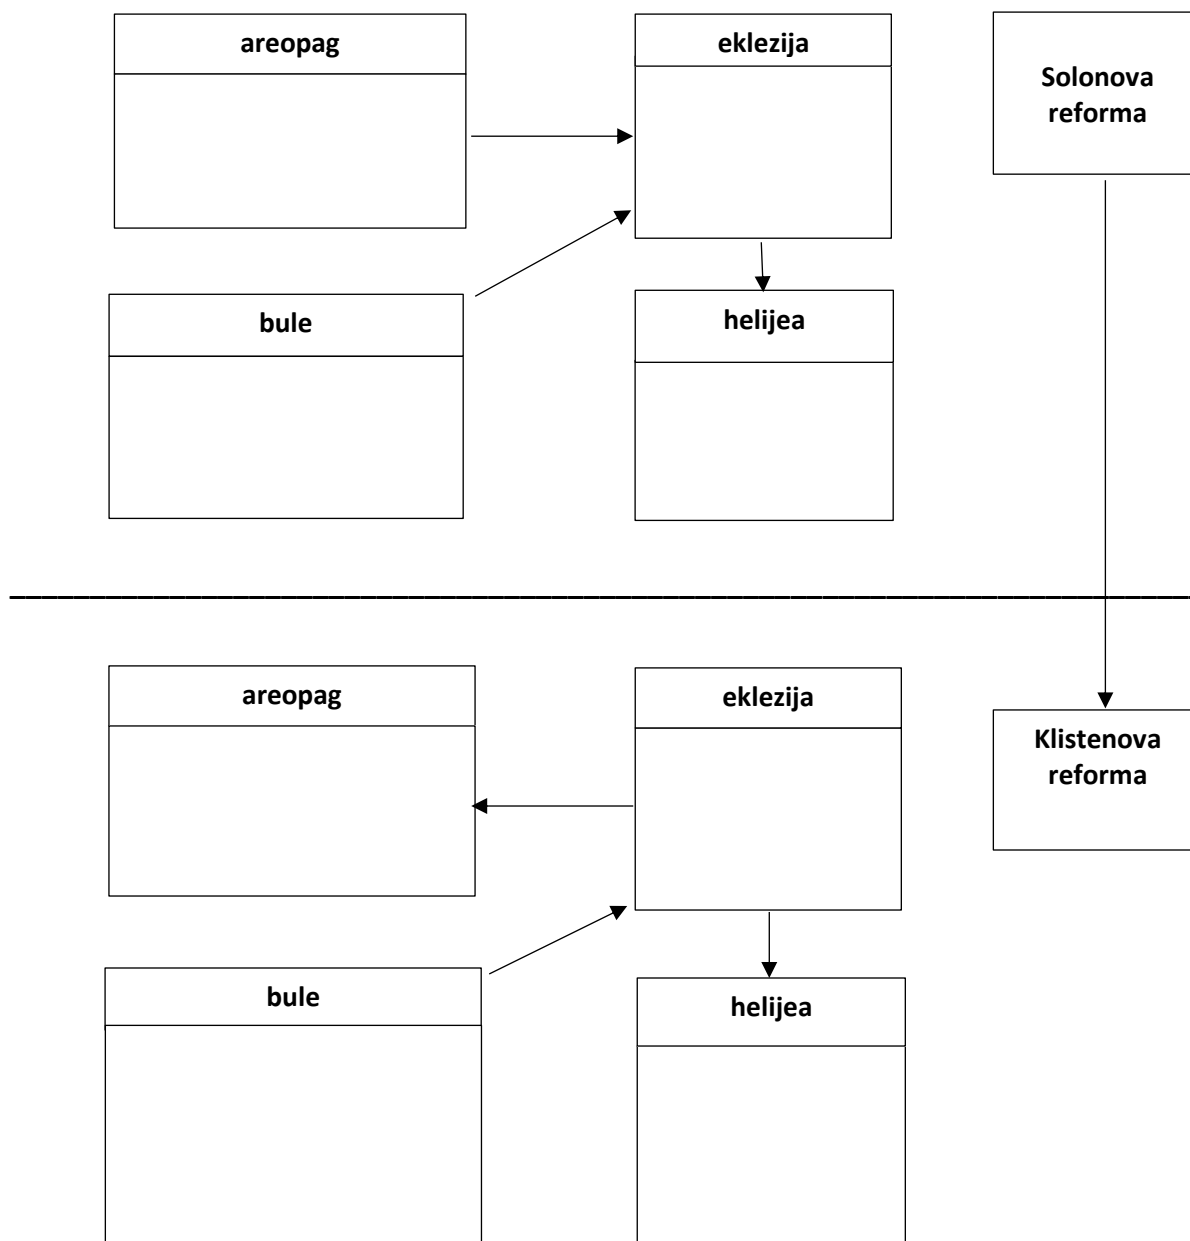 areopag
eklezija
Solonova
reforma
bule
helijea
areopag
eklezija
Klistenova
reforma
bule
helijea